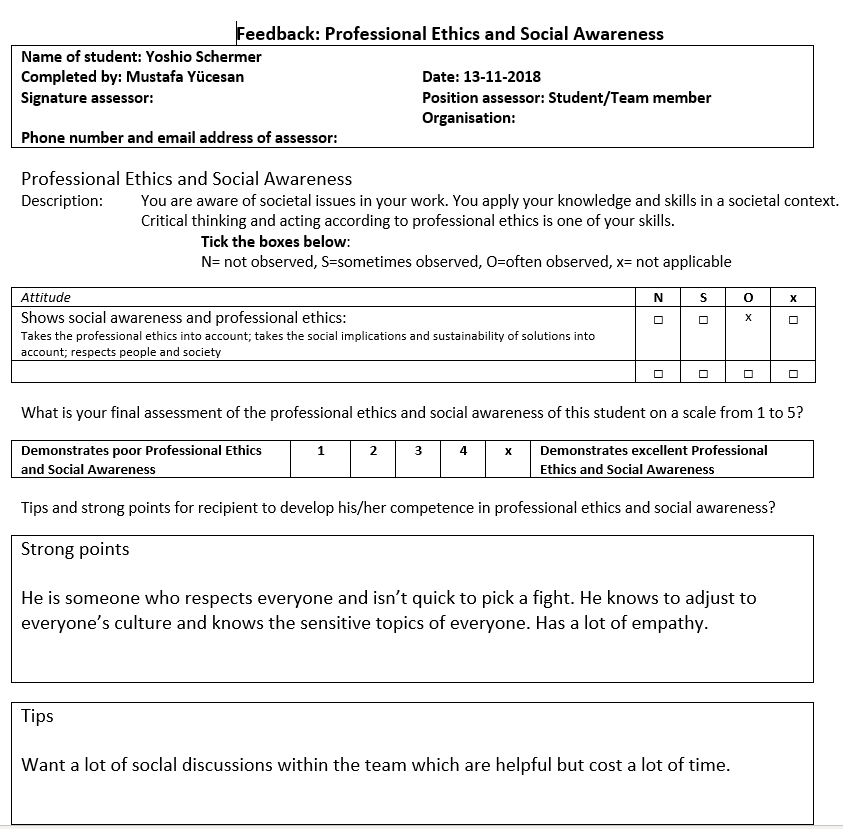 Feedback: Professional Ethics and Social Awareness
Name of student: Yoshio Schermer
Completed by: Mustafa Yücesan Date: 13-11-2018
Signature assessor: Position assessor: Student/Team member
Organisation:
Phone number and email address of assessor:
Professional Ethics and Social Awareness
Description: You are aware of societal issues in your work. You apply your knowledge and skills in a societal context.
Critical thinking and acting according to professional ethics is one of your skills.
Tick the boxes below:
N= not observed, S=sometimes observed, O=often observed, x= not applicable
Attitude N S O x
Shows social awareness and professional ethics: □ □ x □
Takes the professional ethics into account; takes the social implications and sustainability of solutions into
account; respects people and society
□ □ □ □
What is your final assessment of the professional ethics and social awareness of this student on a scale from 1 to 5?
Demonstrates poor Professional Ethics 1 2 3 4 x Demonstrates excellent Professional
and Social Awareness Ethics and Social Awareness
Tips and strong points for recipient to develop his/her competence in professional ethics and social awareness?
Strong points
He is someone who respects everyone and isn't quick to pick a fight. He knows to adjust to
everyone's culture and knows the sensitive topics of everyone. Has a lot of empathy.
Tips
Want a lot of soclal discussions within the team which are helpful but cost a lot of time.